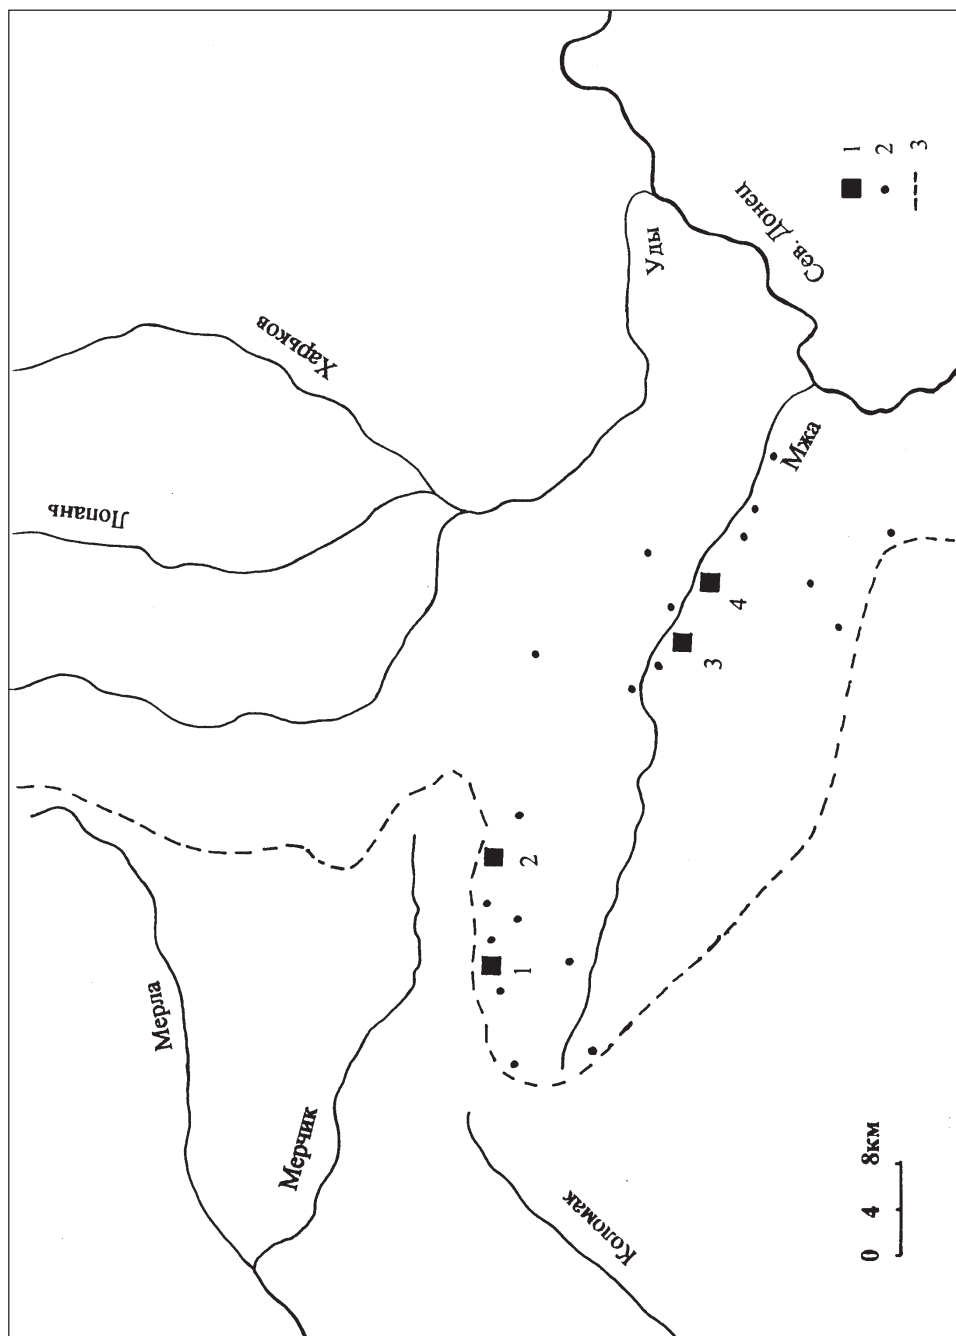 Мерла
Мерчик
Коломак
Лопань
Харьков
Уды
Сев. Донец
Мжа
1
2
3
4
0 4 8км
1
2
3